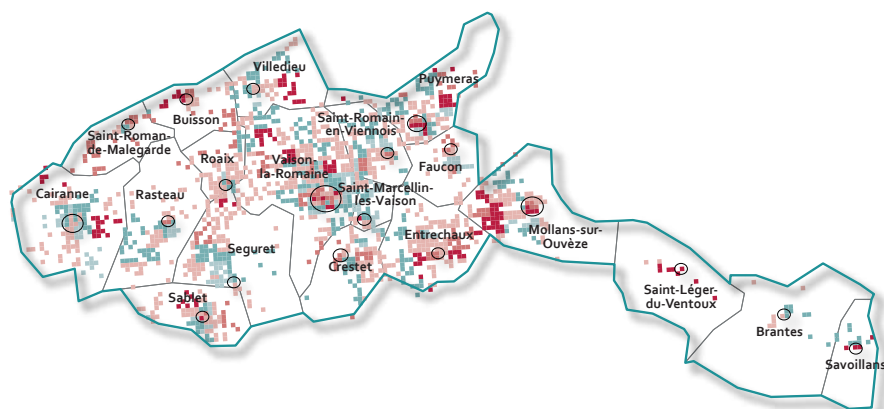 Villedieu
Puymeras
Buisson
Saint-Romain-
en-Viennois
Saint-Roman-
de-Malegarde
Roaix
Vaison-
la-Romaine
Faucon
Cairanne
Rasteau
Saint-Marcellin-
les-Vaison
Entrechaux
Mollans-sur-
Ouvèze
Seguret
Crestet
Sablet
Saint-Léger-
du-Ventoux
Brantes
Savoillans